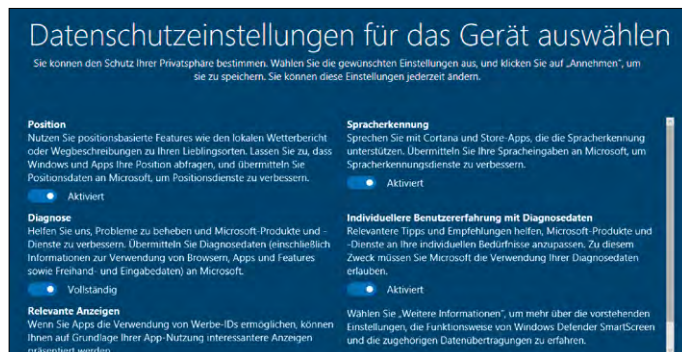 Datenschutzeinstellungen für das Gerät auswählen
Sie können den Schutz Ihrer Privatsphäre bestimmen. Wählen Sie die gewünschten Einstellungen aus, und klicken Sie auf „Annehmen", um
sie zu speichern. Sie können diese Einstellungen jederzeit ändern.
Position
Nutzen Sie positionsbasierte Features wie den lokalen Wetterbericht
oder Wegbeschreibungen zu Ihren Lieblingsorten. Lassen Sie zu, dass
Windows und Apps Ihre Position abfragen, und übermitteln Sie
Positionsdaten an Microsoft, um Positionsdienste zu verbessern.
Aktiviert
Diagnose
Helfen Sie uns, Probleme zu beheben und Microsoft-Produkte und -
Dienste zu verbessern. Übermitteln Sie Diagnosedaten (einschließlich
Informationen zur Verwendung von Browsern, Apps und Features
sowie Freihand- und Eingabedaten) an Microsoft.
Vollständig
Relevante Anzeigen
Wenn Sie Apps die Verwendung von Werbe-IDs ermöglichen, können
Ihnen auf Grundlage Ihrer App-Nutzung interessantere Anzeigen
präsentiert werden.
Spracherkennung
Sprechen Sie mit Cortana und Store-Apps, die die Spracherkennung
unterstützen. Übermitteln Sie Ihre Spracheingaben an Microsoft, um
Spracherkennungsdienste zu verbessern.
Aktiviert
Individuellere Benutzererfahrung mit Diagnosedaten
Relevantere Tipps und Empfehlungen helfen, Microsoft-Produkte und
-Dienste an Ihre individuellen Bedürfnisse anzupassen. Zu diesem
Zweck müssen Sie Microsoft die Verwendung Ihrer Diagnosedaten
erlauben.
Aktiviert
Wählen Sie „Weitere Informationen", um mehr über die vorstehenden
Einstellungen, die Funktionsweise von Windows Defender SmartScreen
und die zugehörigen Datenübertragungen zu erfahren.